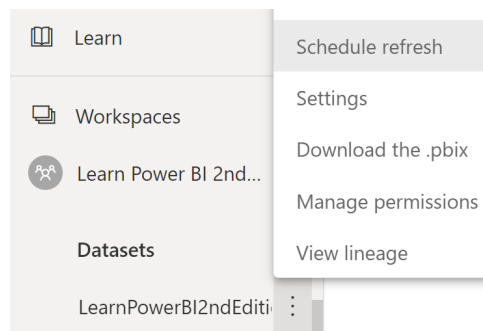 Learn
Workspaces
Learn Power BI 2nd...
Datasets
LearnPowerBI2ndEditi
Schedule refresh
Settings
Download the .pbix
Manage permissions
View lineage